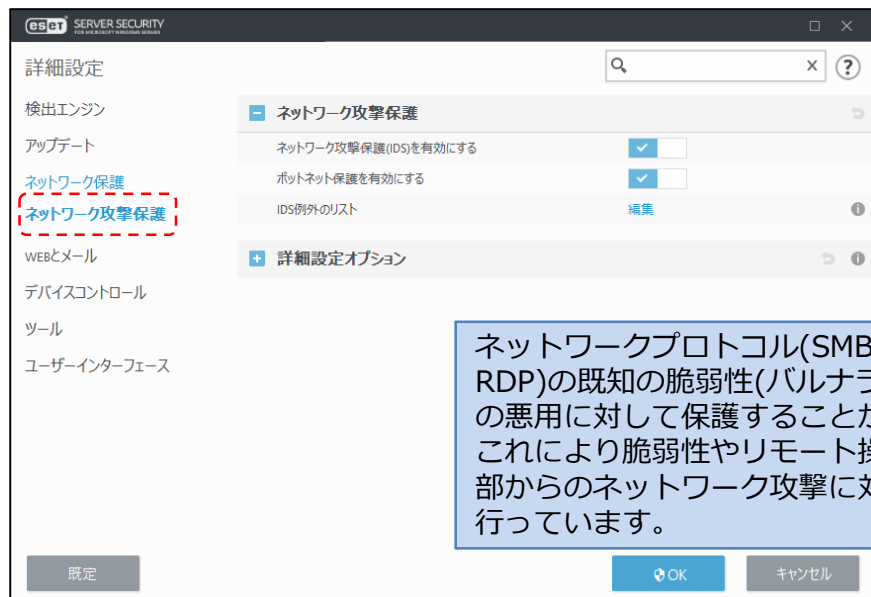 eset SERVER SECURITY
FOR MICROSOFT WINDOWS SERVER
詳細設定
検出エンジン
アップデート
ネットワーク保護
ネットワーク攻撃保護
WEBとメール
デバイスコントロール
ツール
ユーザーインターフェース
ネットワーク攻撃保護
ネットワーク攻撃保護(IDS)を有効にする
ボットネット保護を有効にする
IDS例外のリスト 編集
詳細設定オプション
ネットワークプロトコル(SMB
RDP)の既知の脆弱性(バルナラ
の悪用に対して保護することが
これにより脆弱性やリモート操
部からのネットワーク攻撃に対
行っています。
既定
OK
キャンセル